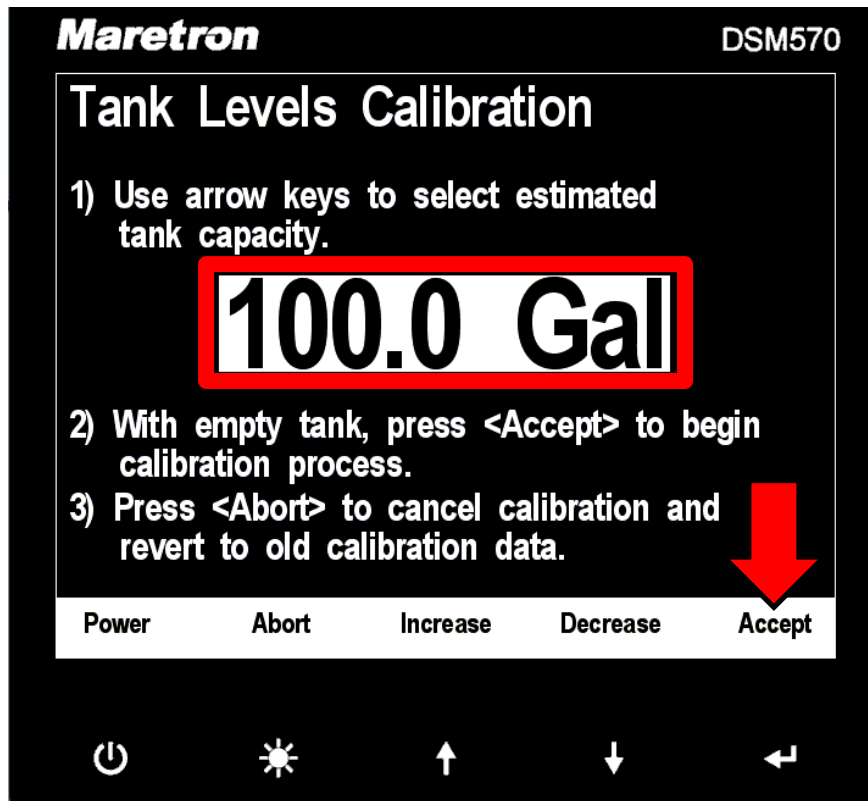 Maretron DSM570
Tank Levels Calibration
1) Use arrow keys to select estimated
tank capacity.
100.0 Gal
2) With empty tank, press <Accept> to begin
calibration process.
3) Press <Abort> to cancel calibration and
revert to old calibration data.
Power Abort Increase Decrease Accept